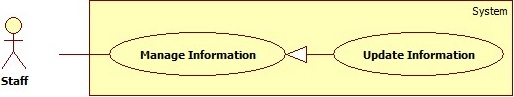 System
Manage Information
Update Information
Staff